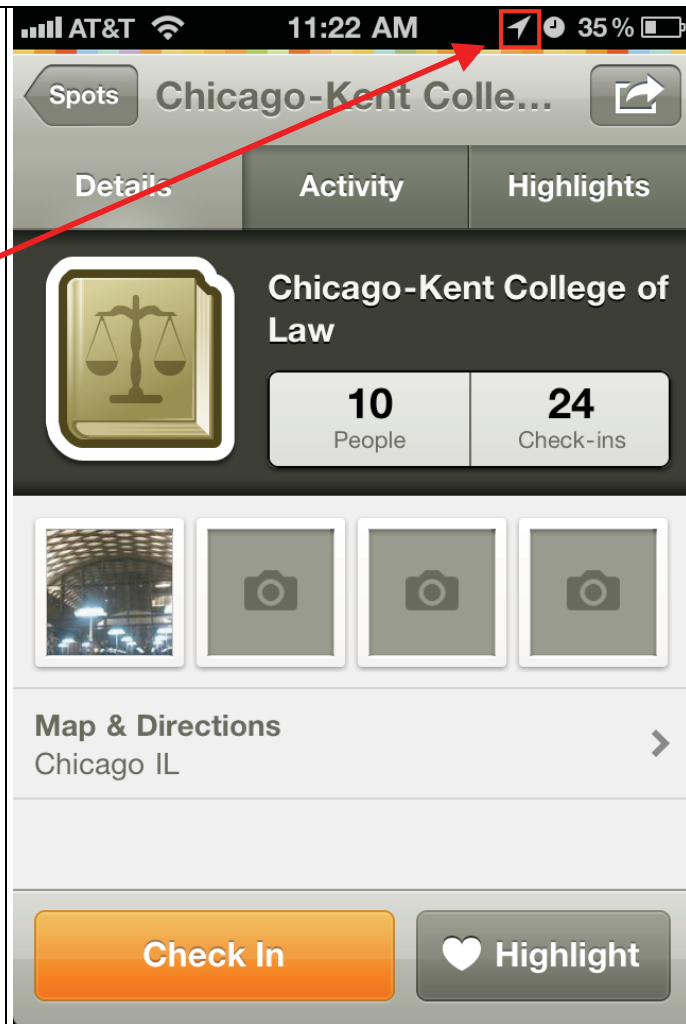 AT&T 11:22 AM 35%
Spots Chicago-Kent Colle...
Details Activity Highlights
Chicago-Kent College of
Law
10 24
People Check-ins
Map & Directions
Chicago IL
Check In Highlight